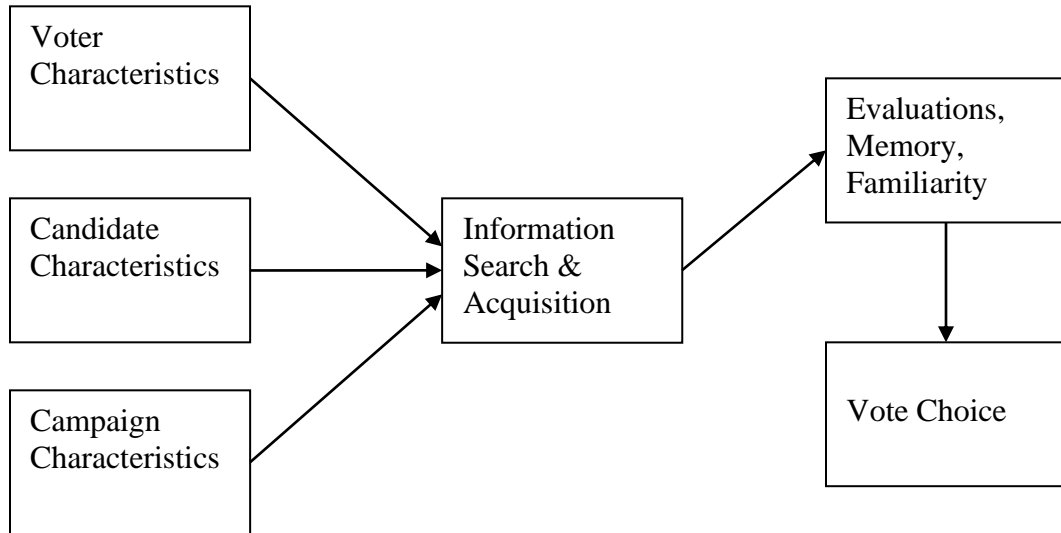 Voter
Characteristics
Candidate
Characteristics
Campaign
Characteristics
Information
Search &
Acquisition
Evaluations,
Memory,
Familiarity
Vote Choice